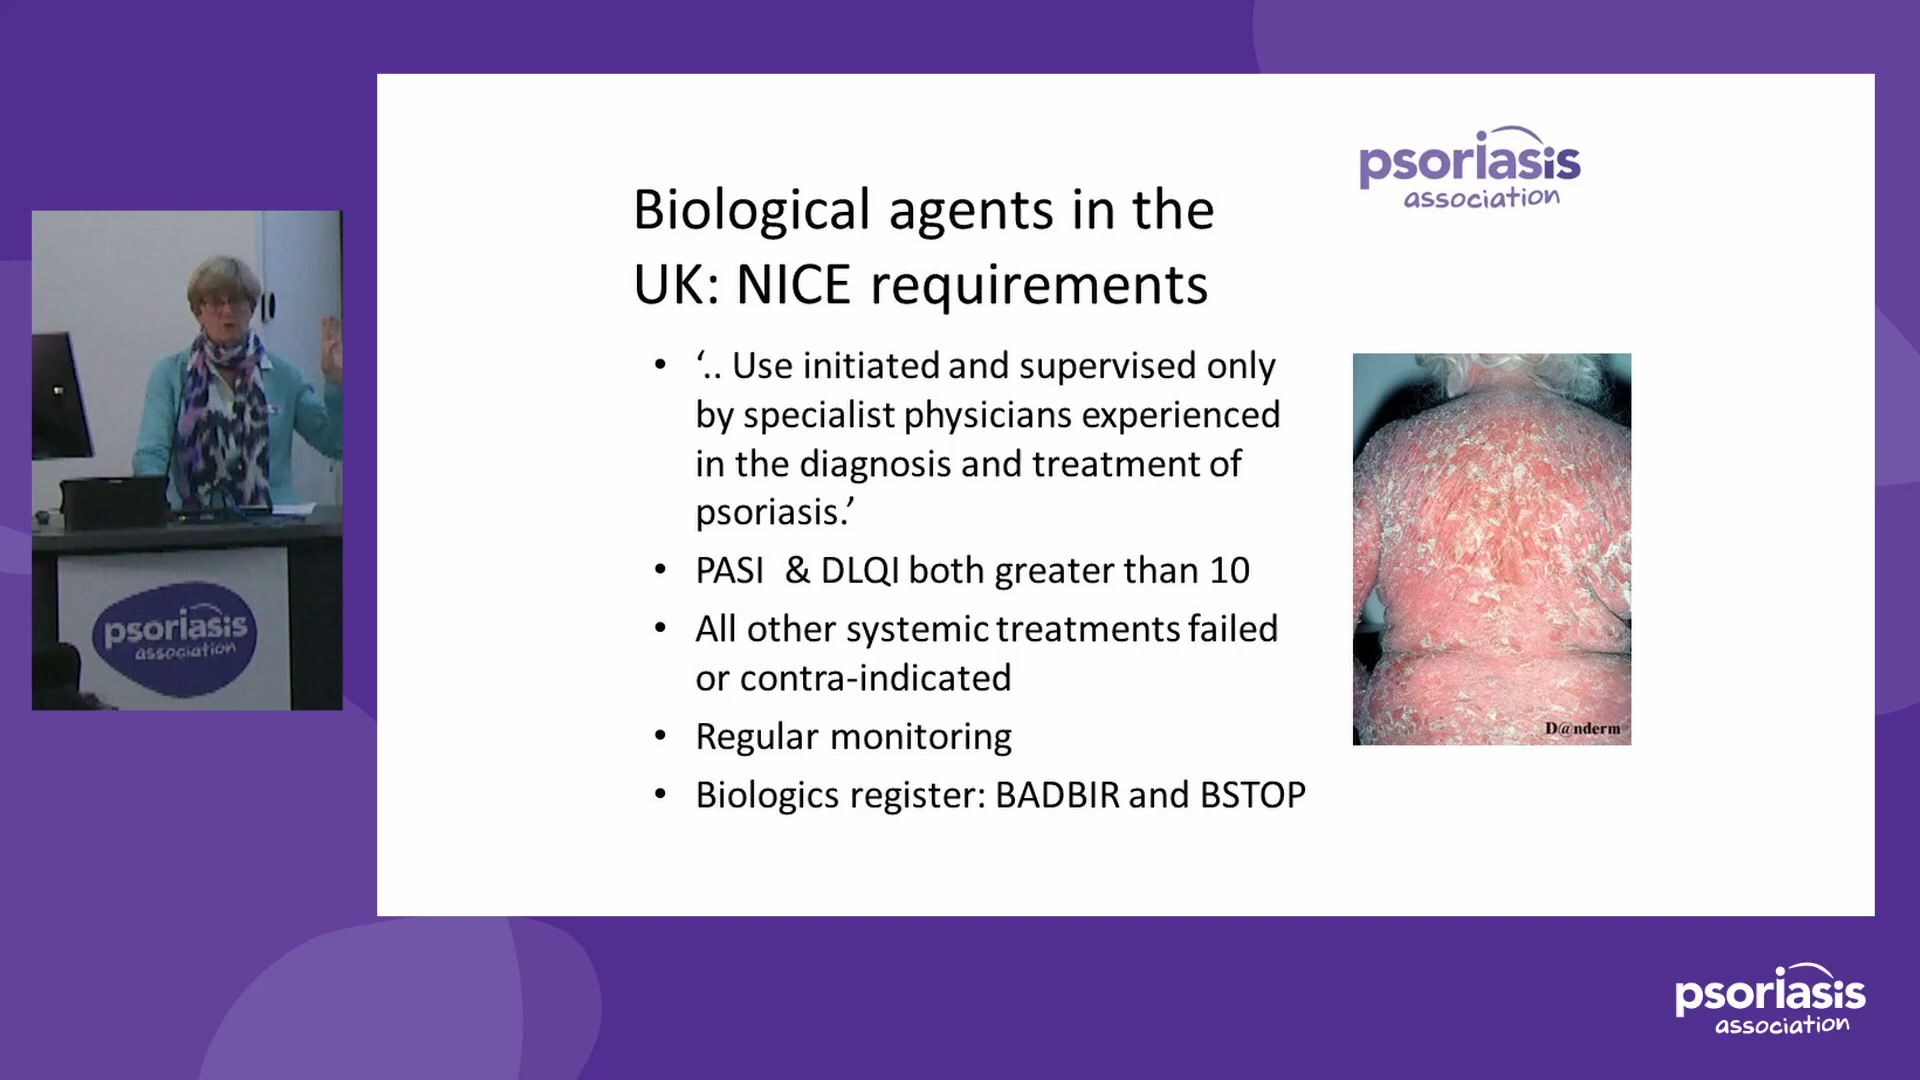 psoriasis
association
Biological agents in the
UK: NICE requirements
• ‘.. Use initiated and supervised only
by specialist physicians experienced
in the diagnosis and treatment of
psoriasis.’
• PASI & DLQI both greater than 10
• All other systemic treatments failed
or contra-indicated
• Regular monitoring
• Biologics register: BADBIR and BSTOP
D@nderm
psoriasis
association
psoriasis
association